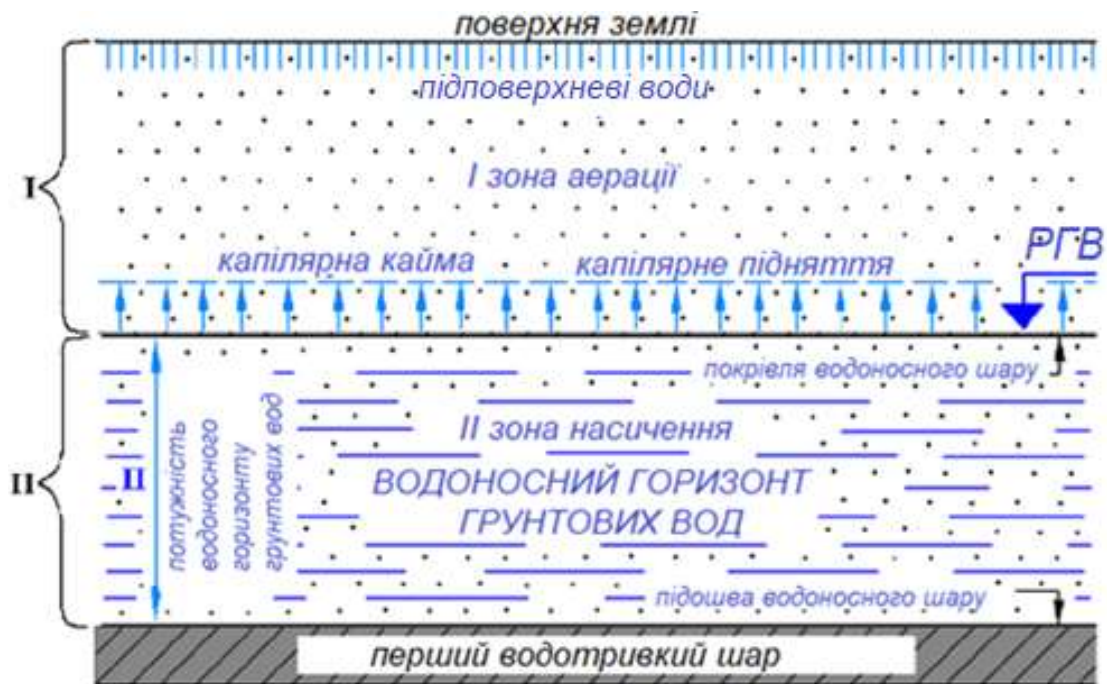 поверхня землі
підповерхневі води
I
I зона аерації
РГВ
капілярна кайма
капілярне підняття
покрівля водоносного шару
II
II
потужність
водоносного
горизонту
грунтових вод
II зона насичення
ВОДОНОСНИЙ ГОРИЗОНТ
ГРУНТОВИХ ВОД
підошва водоносного шару
перший водотривкий шар